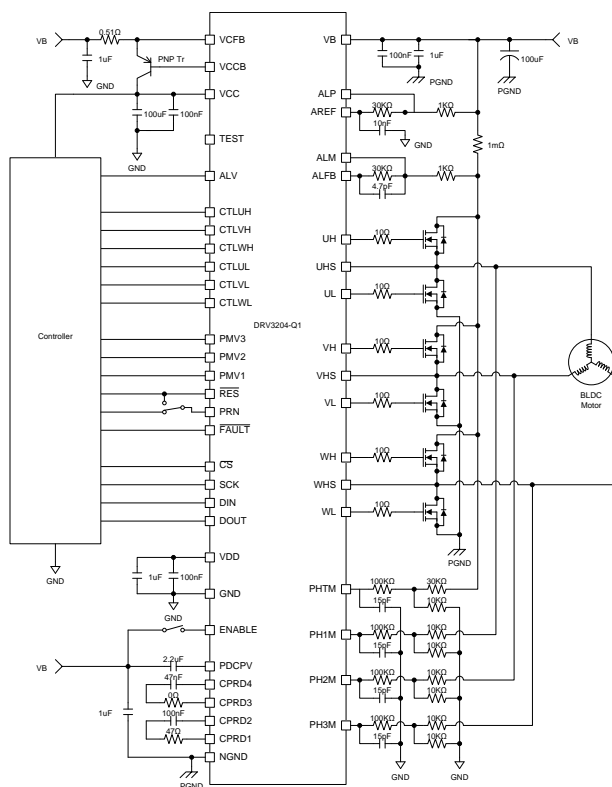 VB
0.51Ω
1uF
GND
PNP Tr
100uF
100nF
GND
VCFB
VCCB
VCC
TEST
ALV
CTLUH
CTLVH
CTLWH
CTLUL
CTLVL
CTLWL
PMV3
PMV2
PMV1
RES
PRN
FAULT
CS
SCK
DIN
DOUT
VDD
GND
ENABLE
PDCPV
CPRD4
CPRD3
CPRD2
CPRD1
NGND
Controller
GND
1uF
100nF
GND
VB
2.2uF
47nF
0Ω
100nF
47Ω
1uF
PGND
DRV3204-Q1
VB
ALP
AREF
ALM
ALFB
UH
UHS
UL
VH
VHS
VL
WH
WHS
WL
PHTM
PH1M
PH2M
PH3M
100nF
1uF
PGND
VB
100uF
PGND
30KΩ
10nF
GND
1KΩ
1mΩ
30KΩ
4.7pF
1KΩ
10Ω
10Ω
10Ω
10Ω
10Ω
10Ω
PGND
BLDC
Motor
100KΩ
30KΩ
15pF
10KΩ
100KΩ
10KΩ
15pF
10KΩ
100KΩ
10KΩ
15pF
10KΩ
100KΩ
10KΩ
15pF
10KΩ
GND
GND